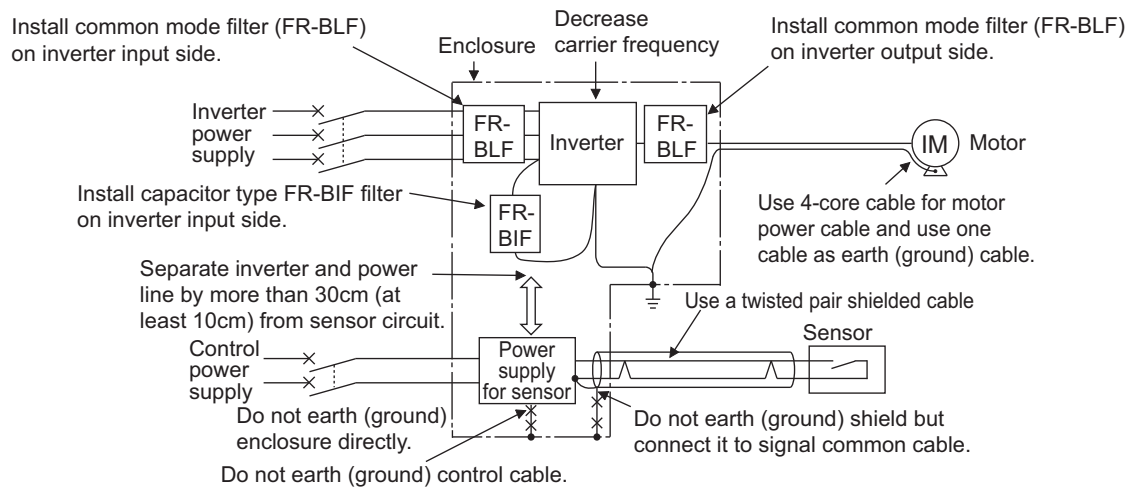 Install common mode filter (FR-BLF)
on inverter input side.
Enclosure
Decrease
carrier frequency
Install common mode filter (FR-BLF)
on inverter output side.
Inverter
power
supply
FR-
BLF
Inverter
FR-
BLF
IM
Motor
Install capacitor type FR-BIF filter
on inverter input side.
FR-
BIF
Use 4-core cable for motor
power cable and use one
cable as earth (ground) cable.
Separate inverter and power
line by more than 30cm (at
least 10cm) from sensor circuit.
Use a twisted pair shielded cable
Sensor
Control
power
supply
Power
supply
for sensor
Do not earth (ground)
enclosure directly.
Do not earth (ground) shield but
connect it to signal common cable.
Do not earth (ground) control cable.